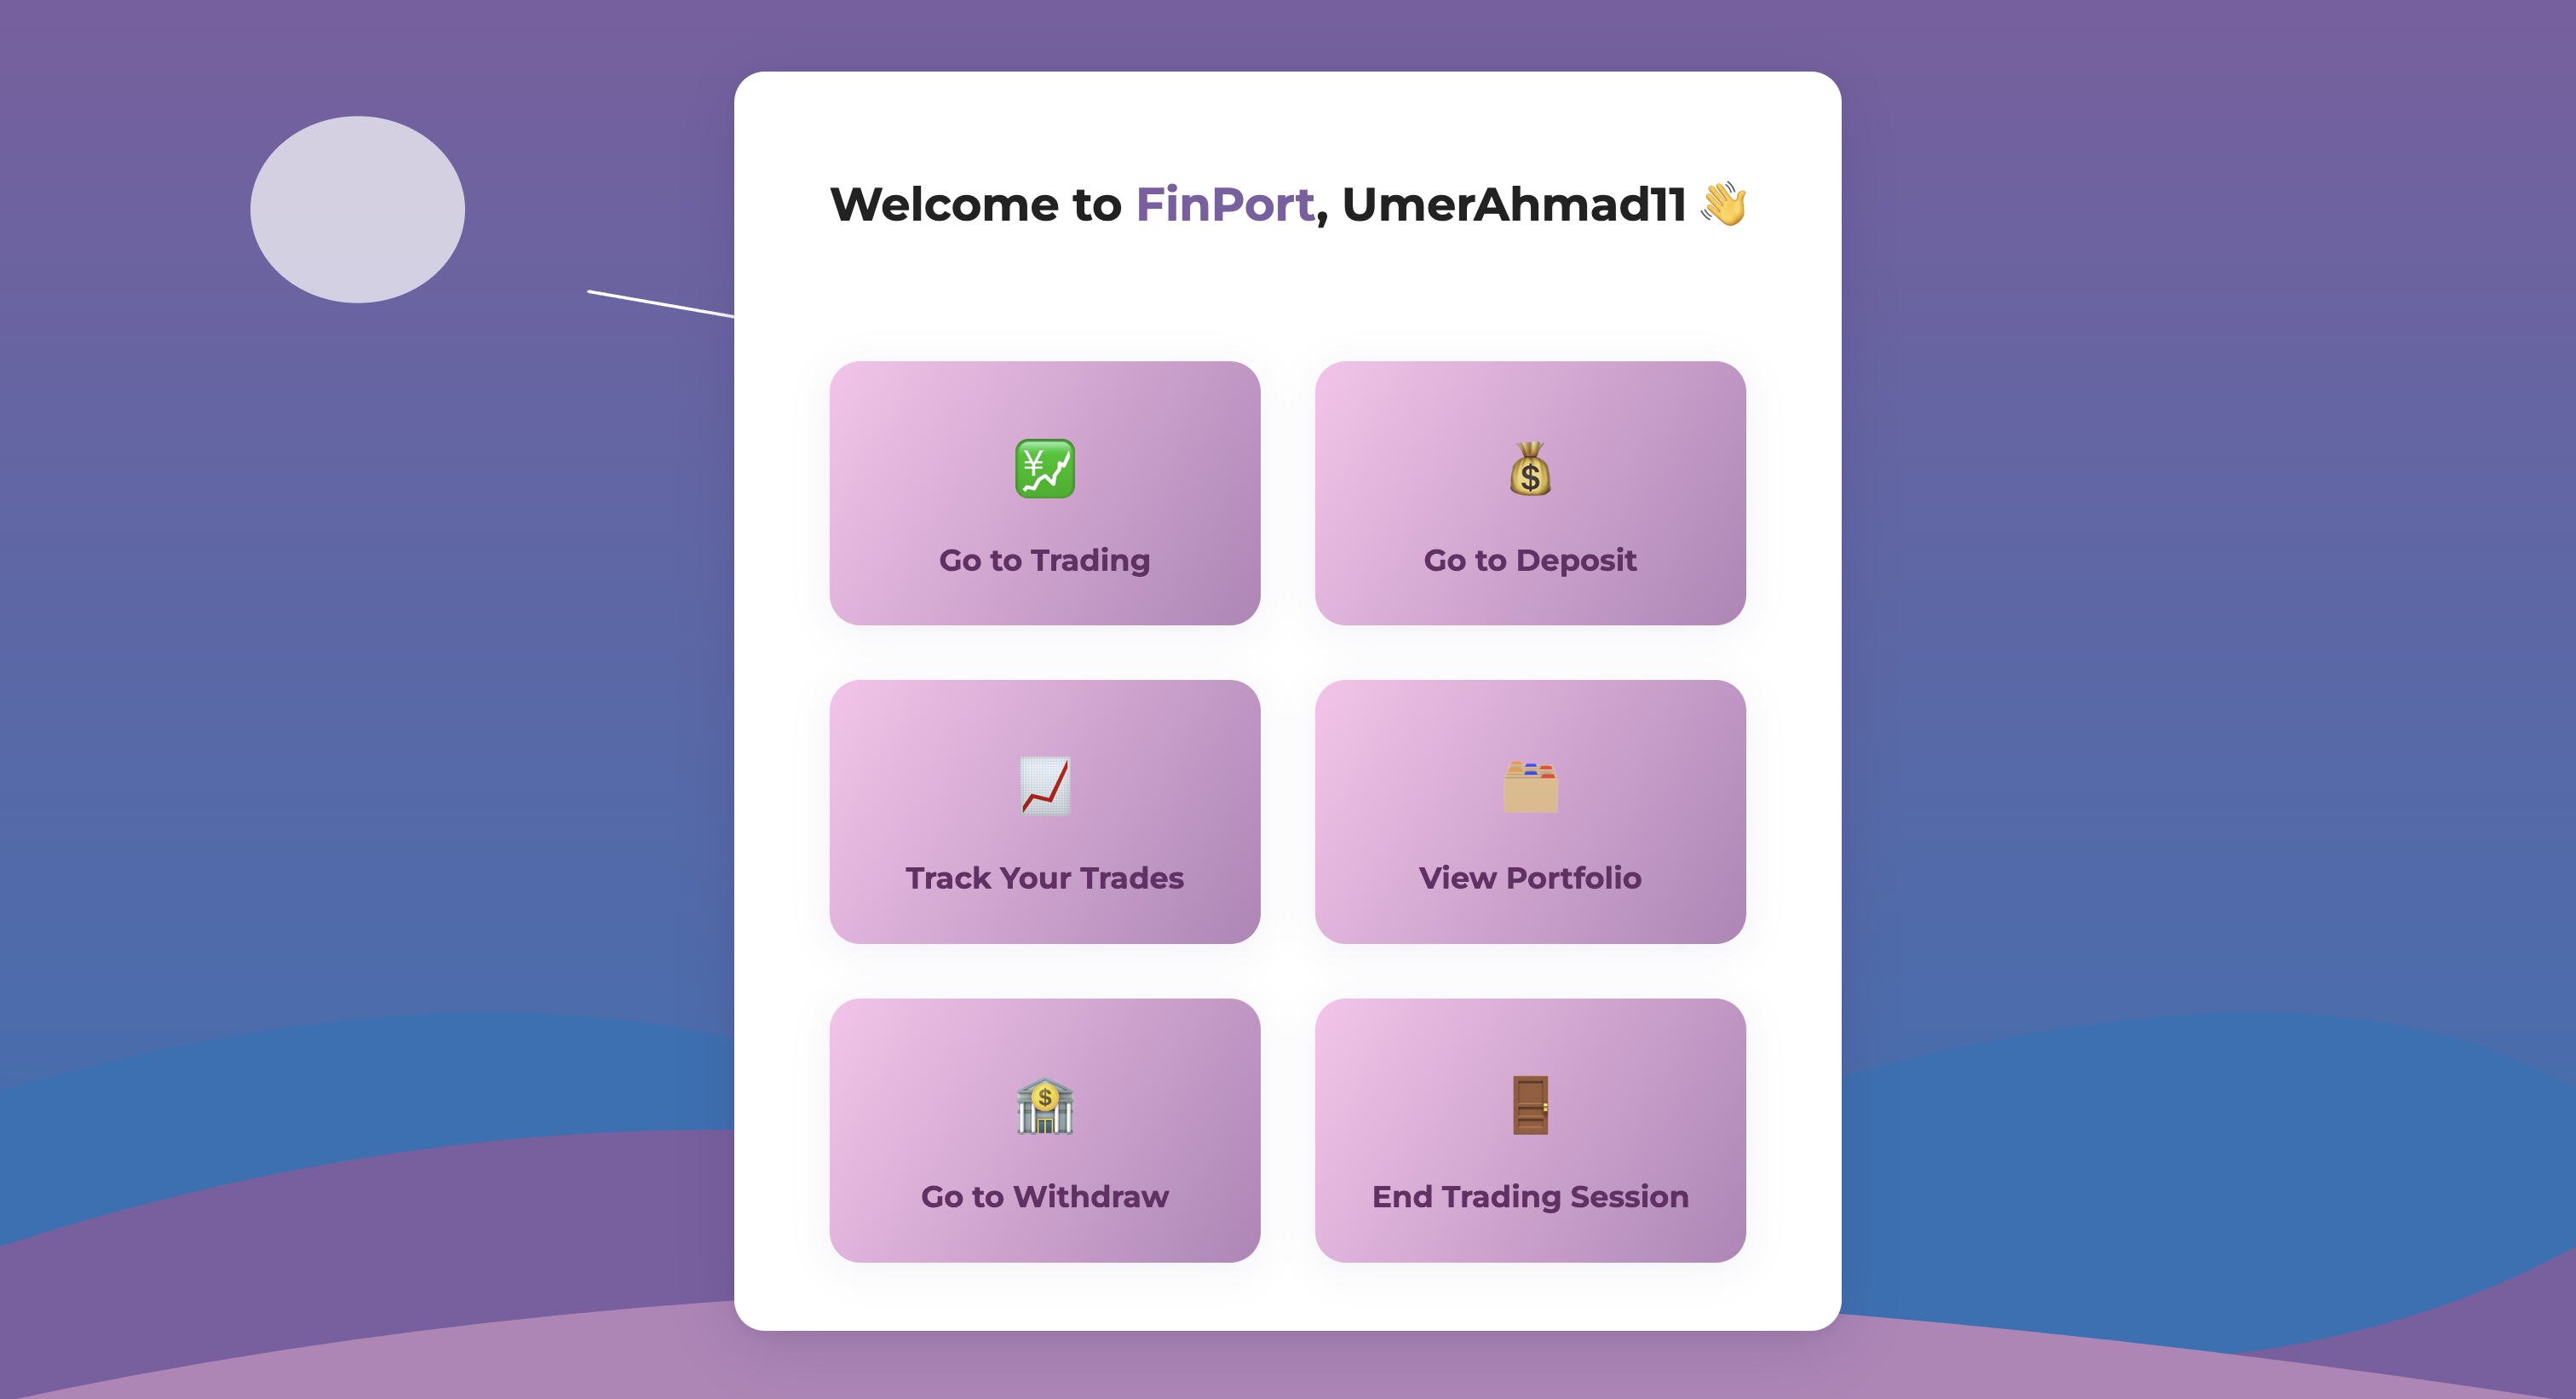 Welcome to FinPort, UmerAhmad11 👋
💹
💰
Go to Trading
Go to Deposit
Track Your Trades
View Portfolio
Go to Withdraw
End Trading Session